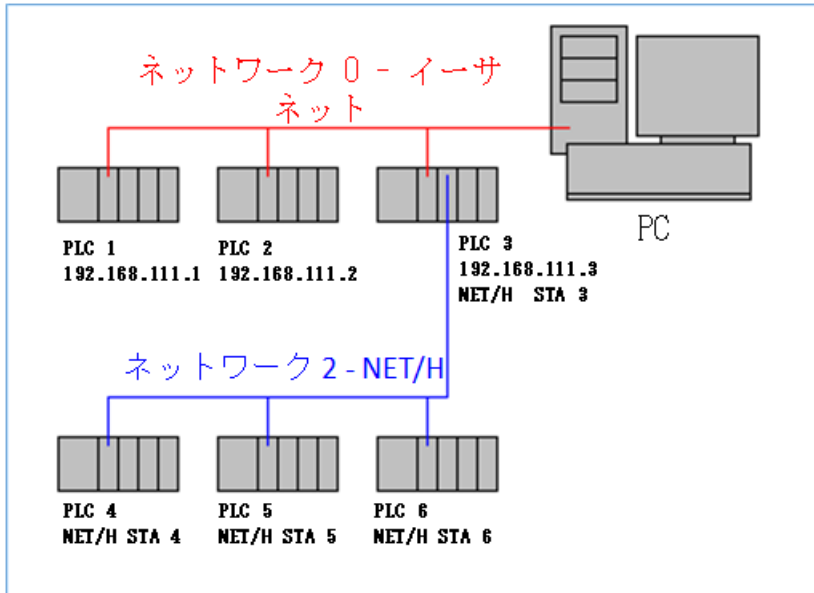 ネットワーク 0 - イーサ
ネット
PC
PLC 1
192.168.111.1
PLC 2
192.168.111.2
PLC 3
192.168.111.3
NET/H STA 3
ネットワーク 2 - NET/H
PLC 4
NET/H STA 4
PLC 5
NET/H STA 5
PLC 6
NET/H STA 6